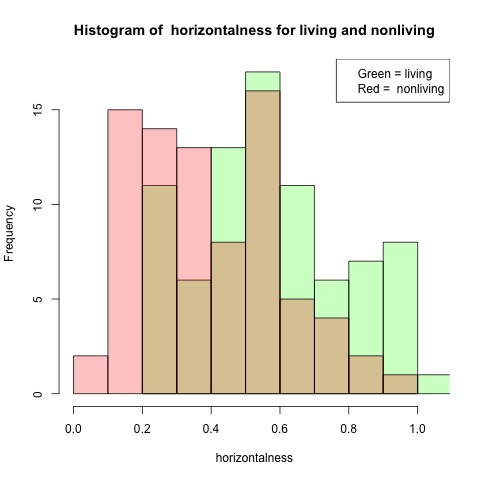 Histogram of  horizontalness for living and nonliving
Green = living
Red =  nonliving
Frequency
15
10
5
0
0.0 0.2 0.4 0.6 0.8 1.0
horizontalness